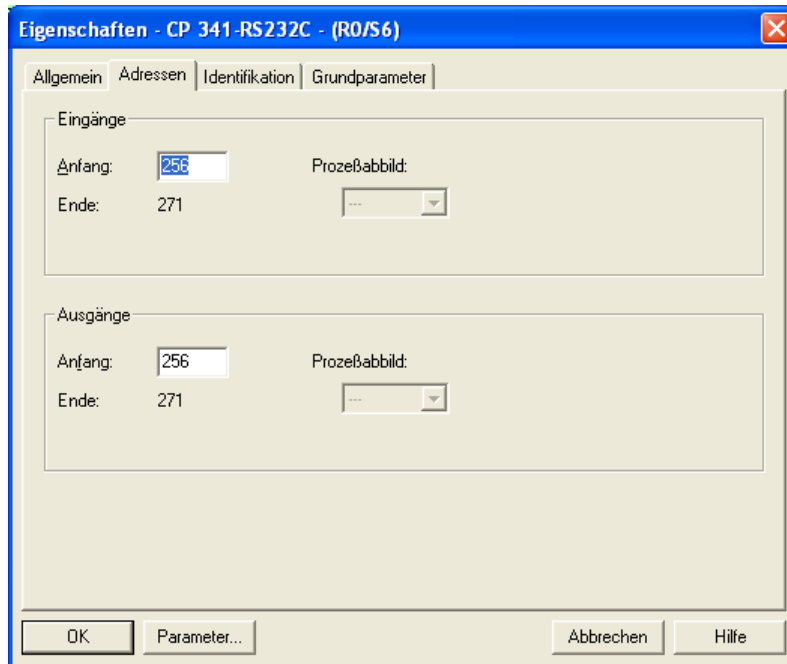 Eigenschaften - CP 341-RS232C - (R0/S6)
Allgemein Adressen Identifikation Grundparameter
Eingänge
Anfang: 256 Prozeßabbild:
Ende: 271 ---
Ausgänge
Anfang: 256 Prozeßabbild:
Ende: 271 ---
OK Parameter... Abbrechen Hilfe